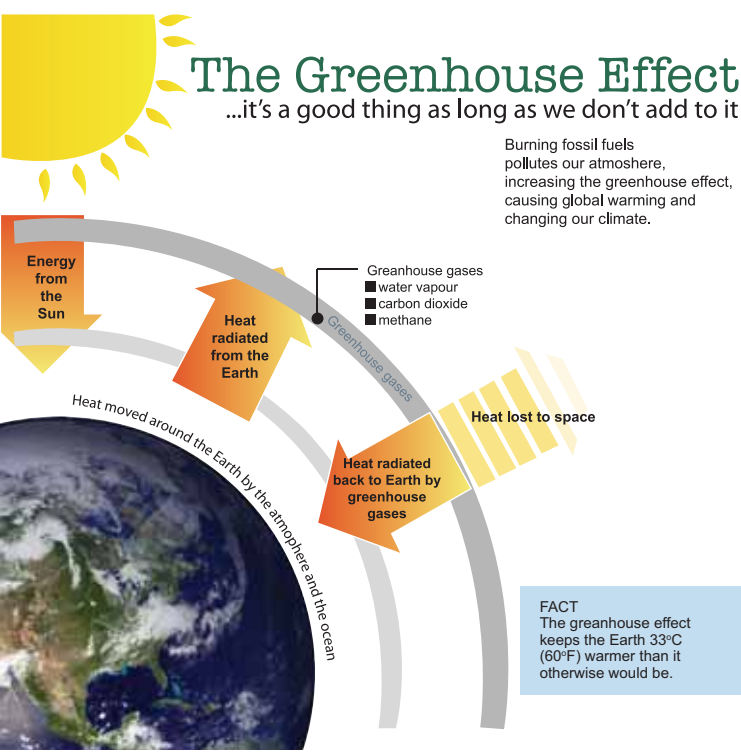 The Greenhouse Effect
...it's a good thing as long as we don't add to it
Burning fossil fuels
pollutes our atmoshere,
increasing the greenhouse effect,
causing global warming and
changing our climate.
Energy
from
the
Sun
Heat
radiated
from the
Earth
Greanhouse gases
water vapour
carbon dioxide
methane
Greenhouse gases
Heat lost to space
Heat radiated
back to Earth by
greenhouse
gases
Heat moved around the Earth by the atmophere and the ocean
FACT
The greanhouse effect
keeps the Earth 33°C
(60°F) warmer than it
otherwise would be.